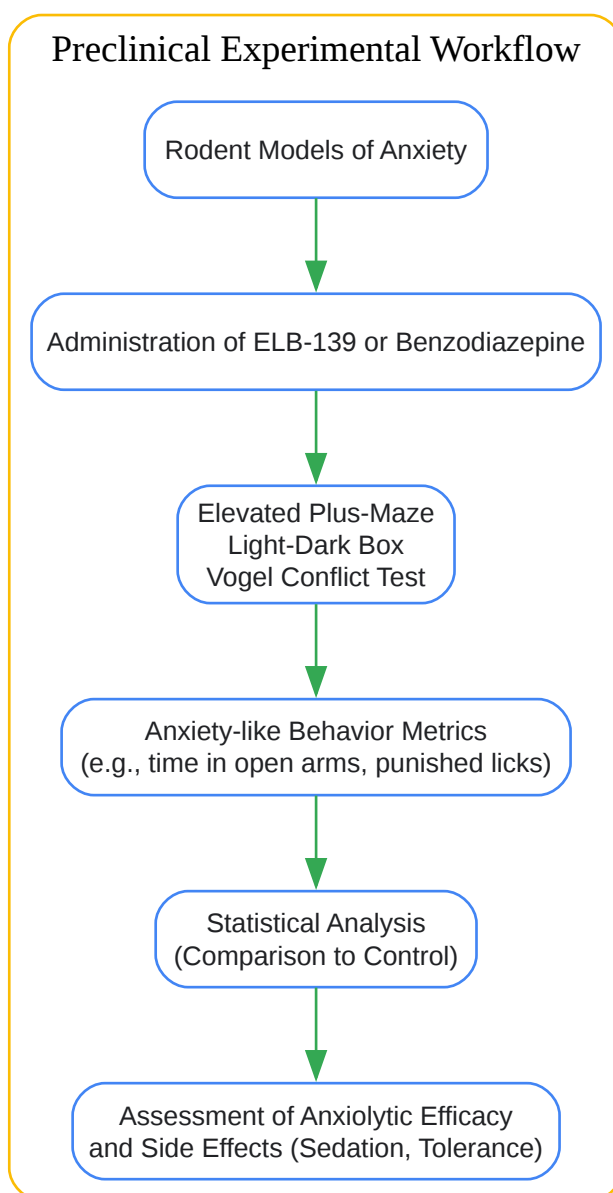 Preclinical Experimental Workflow
Rodent Models of Anxiety
Administration of ELB-139 or Benzodiazepine
Elevated Plus-Maze
Light-Dark Box
Vogel Conflict Test
Anxiety-like Behavior Metrics
(e.g., time in open arms, punished licks)
Statistical Analysis
(Comparison to Control)
Assessment of Anxiolytic Efficacy
and Side Effects (Sedation, Tolerance)